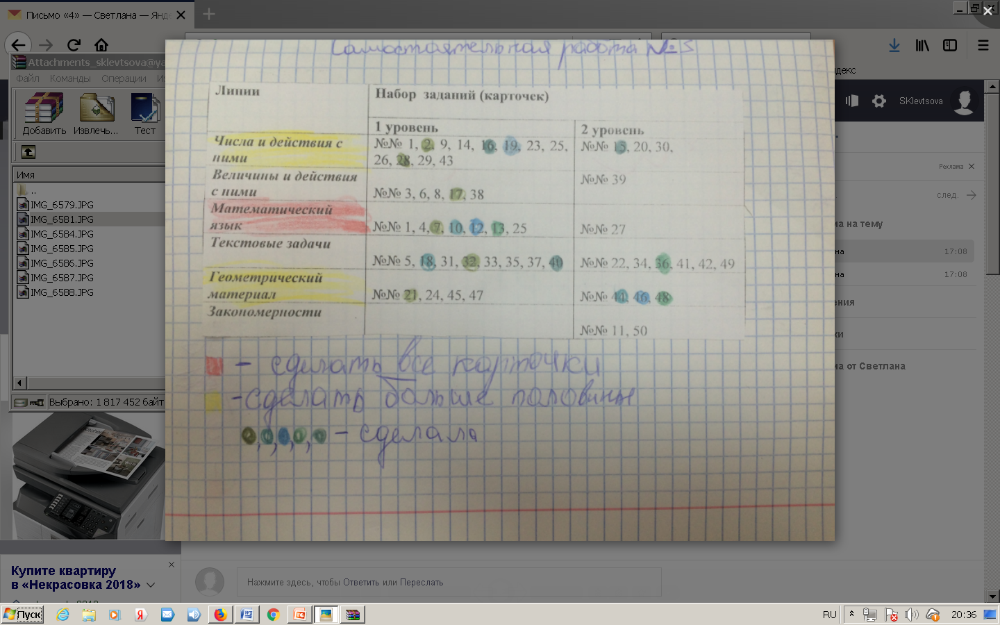 Письмо «4» — Светлана — Янд
Attachments_sklevtsova@ya
Файл Команды Операции
Добавить Извлечь... Тест
Имя
..
IMG_6579.JPG
IMG_6581.JPG
IMG_6584.JPG
IMG_6585.JPG
IMG_6586.JPG
IMG_6587.JPG
IMG_6588.JPG
Выбрано: 1 817 452 байт
Купите квартиру
в «Некрасовка 2018»
Самостоятельная работа №5
Линии
Набор заданий (карточек)
1 уровень
2 уровень
Числа и действия с
ними
№№ 1, 2, 9, 14, 16, 19, 23, 25,
26, 28, 29, 43
№№ 15, 20, 30,
Величины и действия
с ними
№№ 3, 6, 8, 17, 38
№№ 39
Математический
язык
№№ 1, 4, 7, 10, 12, 13, 25
№№ 27
Текстовые задачи
№№ 5, 18, 31, 32, 33, 35, 37, 40
№№ 22, 34, 36, 41, 42, 49
Геометрический
материал
№№ 21, 24, 45, 47
№№ 44, 46, 48
Закономерности
№№ 11, 50
- сделать все карточки
-сделать больше половины
, , , , - сделала
ндекс
SKlevtsova
Реклама
след.
ма на тему
на 17:08
на 17:08
ения
ки
ма от Светлана
Нажмите здесь, чтобы Ответить или Переслать
Пуск
RU
20:36